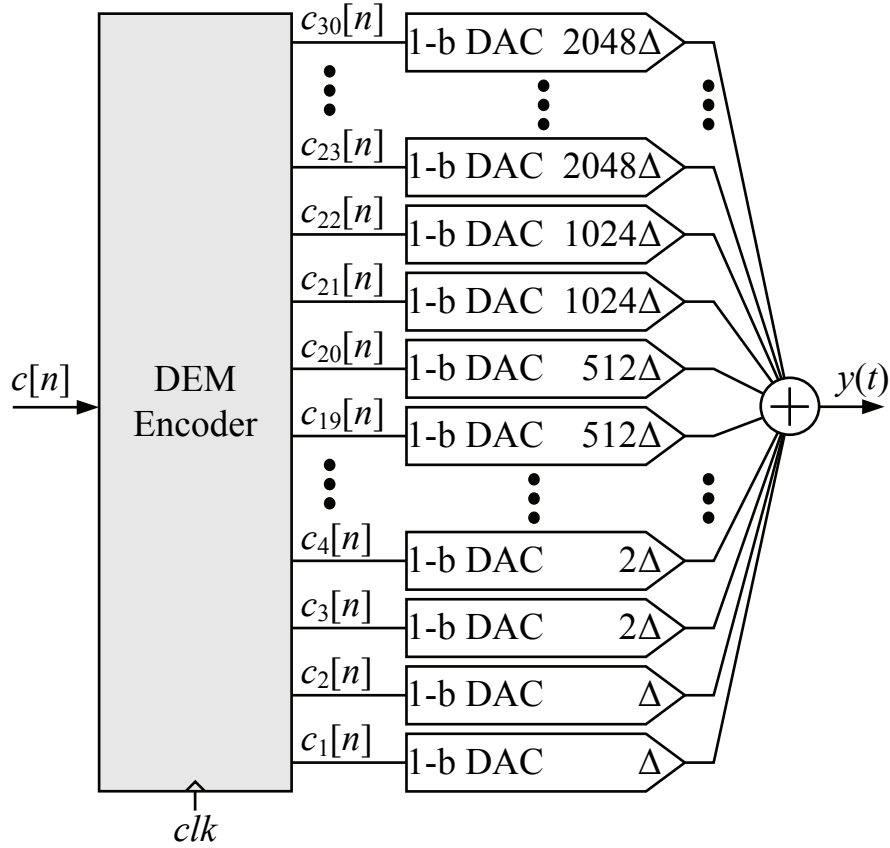 c₃₀[n] 1-b DAC 2048Δ
c₂₃[n] 1-b DAC 2048Δ
c₂₂[n] 1-b DAC 1024Δ
c₂₁[n] 1-b DAC 1024Δ
c₂₀[n] 1-b DAC 512Δ
c[n] DEM Encoder y(t)
c₁₉[n] 1-b DAC 512Δ
c₄[n] 1-b DAC 2Δ
c₃[n] 1-b DAC 2Δ
c₂[n] 1-b DAC Δ
c₁[n] 1-b DAC Δ
clk